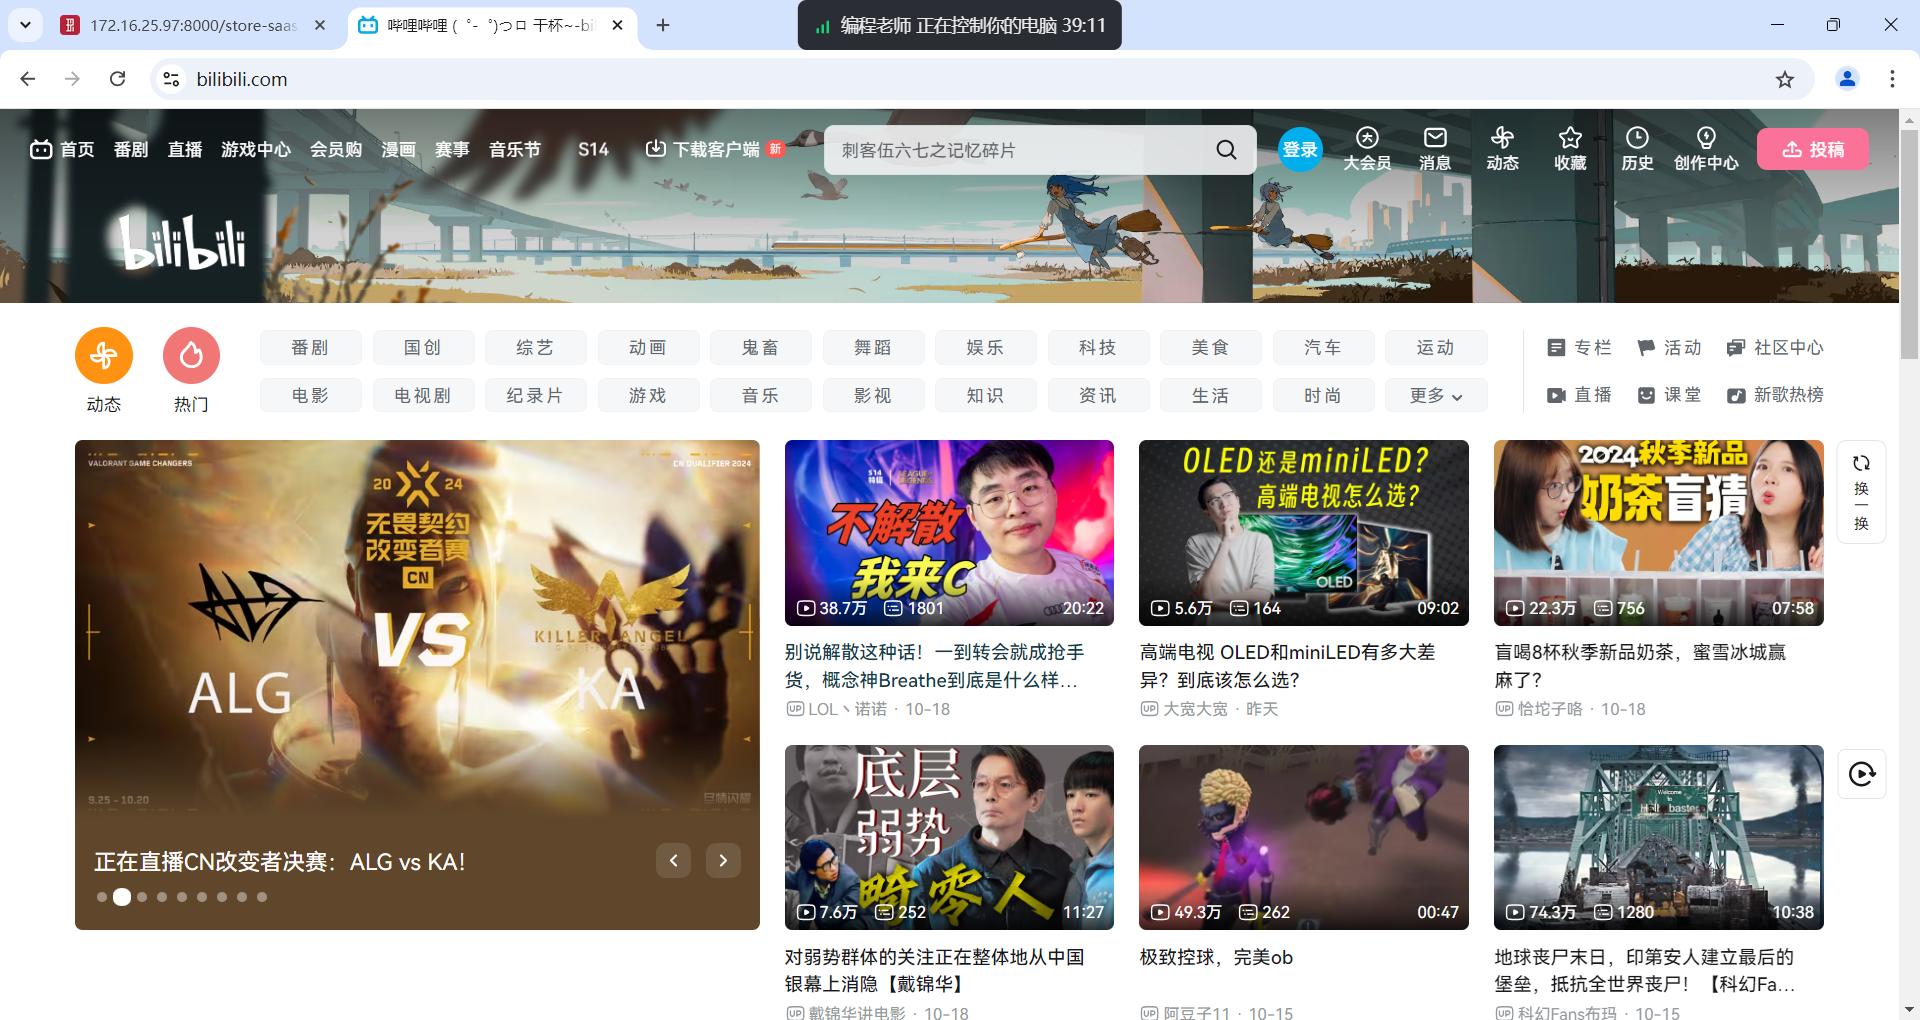 172.16.25.97:8000/store-saas
哔哩哔哩 (゜-゜)つロ 干杯~-bi
编程老师 正在控制你的电脑 39:11
bilibili.com
首页 番剧 直播 游戏中心 会员购 漫画 赛事 音乐节 S14 下载客户端 新
刺客伍六七之记忆碎片
登录 大会员 消息 动态 收藏 历史 创作中心 投稿
bilibili
动态 热门
番剧 国创 综艺 动画 鬼畜 舞蹈 娱乐 科技 美食 汽车 运动
专栏 活动 社区中心
电影 电视剧 纪录片 游戏 音乐 影视 知识 资讯 生活 时尚 更多
直播 课堂 新歌热榜
VALORANT GAME CHANGERS
CN QUALIFIER 2024
20 24
无畏契约
改变者赛
CN
VS
ALG
KILLER ANGEL
KA
9.25 - 10.20
尽情闪耀
正在直播CN改变者决赛：ALG vs KA！
S14
特辑
LEAGUE OF
LEGENDS
不解散
我来C
38.7万 1801 20:22
别说解散这种话！一到转会就成抢手
货，概念神Breathe到底是什么样…
UP LOL丶诺诺 · 10-18
OLED还是miniLED?
高端电视怎么选?
OLED
5.6万 164 09:02
高端电视 OLED和miniLED有多大差
异？到底该怎么选？
UP 大宽大宽 · 昨天
2024秋季新品
奶茶盲猜
22.3万 756 07:58
盲喝8杯秋季新品奶茶，蜜雪冰城赢
麻了？
UP 恰坨子咯 · 10-18
换
一
换
底层
弱势
畸零人
7.6万 252 11:27
对弱势群体的关注正在整体地从中国
银幕上消隐【戴锦华】
UP 戴锦华讲电影 · 10-18
49.3万 262 00:47
极致控球，完美ob
UP 阿豆子11 · 10-15
Welcome
to
74.3万 1280 10:38
地球丧尸末日，印第安人建立最后的
堡垒，抵抗全世界丧尸！【科幻Fa…
UP 科幻Fans布玛 · 10-15